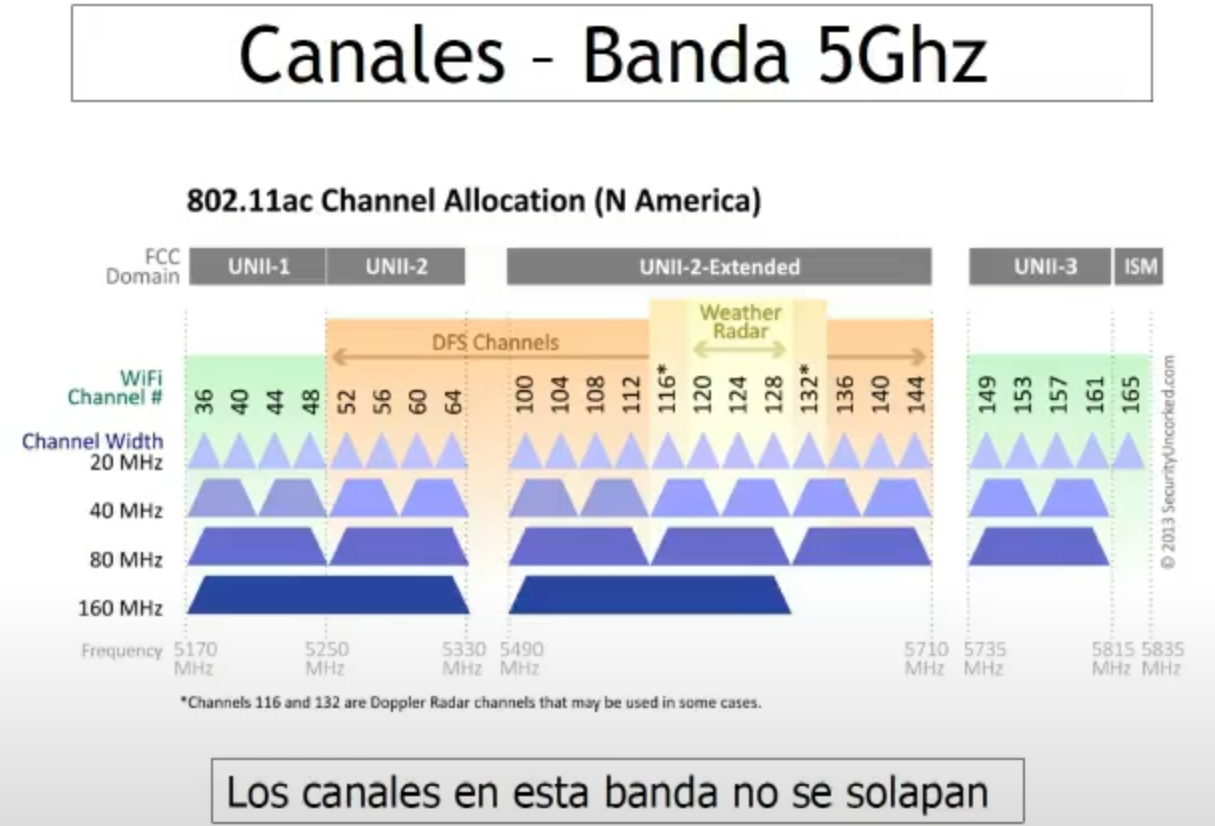 Canales - Banda 5Ghz
802.11ac Channel Allocation (N America)
FCC
Domain
UNII-1 UNII-2 UNII-2-Extended UNII-3 ISM
Weather
Radar
DFS Channels
WiFi
Channel #
36 40 44 48 52 56 60 64 100 104 108 112 116* 120 124 128 132* 136 140 144 149 153 157 161 165
Channel Width
20 MHz
40 MHz
80 MHz
160 MHz
Frequency 5170 MHz 5250 MHz 5330 MHz 5490 MHz 5710 MHz 5735 MHz 5815 MHz 5835 MHz
*Channels 116 and 132 are Doppler Radar channels that may be used in some cases.
© 2013 SecurityUncorked.com
Los canales en esta banda no se solapan